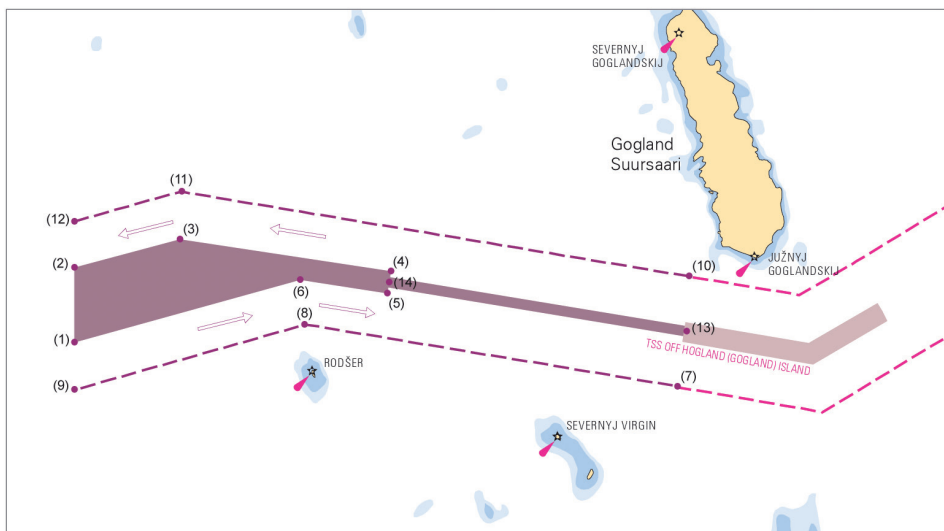 SEVERNYJ
GOGLANDSKIJ
Gogland
Suursaari
(11)
(12)
(3)
(2)
(4)
(10)
JUŽNYJ
GOGLANDSKIJ
(14)
(6)
(5)
(8)
(13)
(1)
TSS OFF HOGLAND (GOGLAND) ISLAND
RODŠER
(7)
(9)
SEVERNYJ VIRGIN